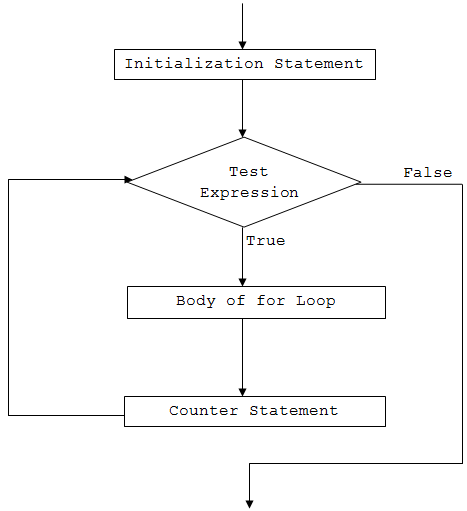 Initialization Statement
Test
Expression
False
True
Body of for Loop
Counter Statement